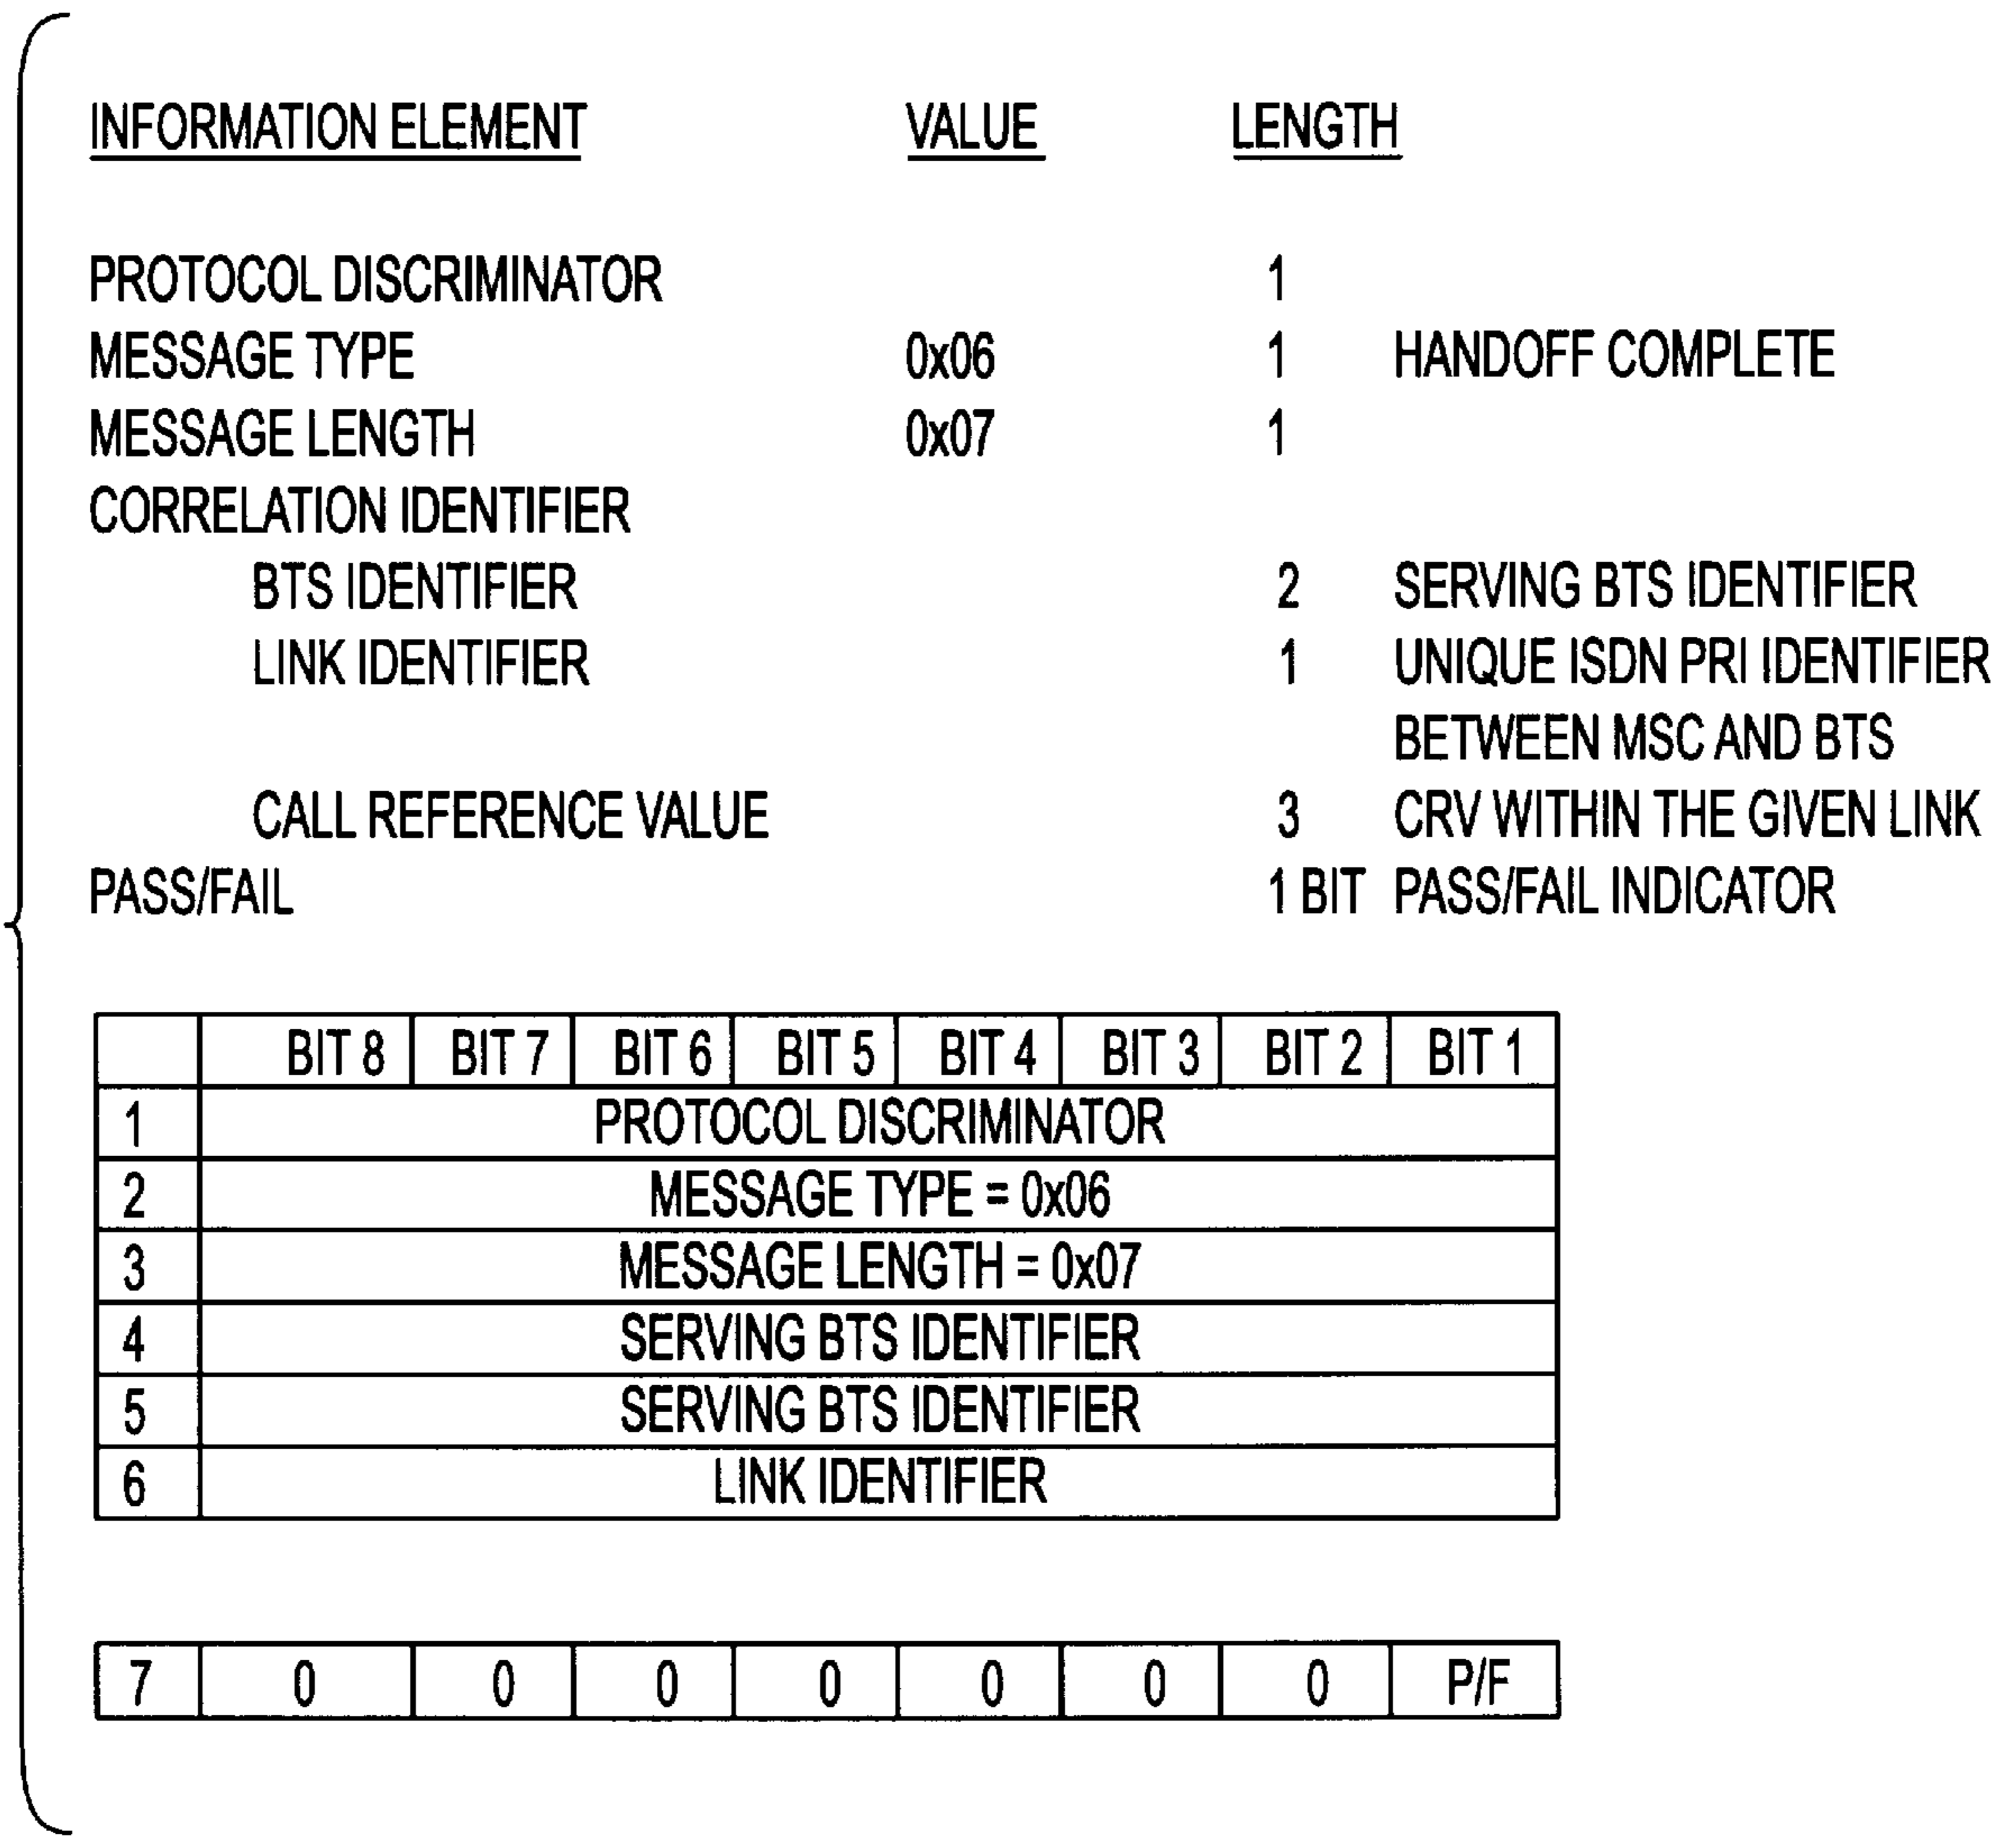 INFORMATION ELEMENT VALUE LENGTH
PROTOCOL DISCRIMINATOR 1
MESSAGE TYPE 0x06 1 HANDOFF COMPLETE
MESSAGE LENGTH 0x07 1
CORRELATION IDENTIFIER
BTS IDENTIFIER 2 SERVING BTS IDENTIFIER
LINK IDENTIFIER 1 UNIQUE ISDN PRI IDENTIFIER
BETWEEN MSC AND BTS
CALL REFERENCE VALUE 3 CRV WITHIN THE GIVEN LINK
PASS/FAIL 1 BIT PASS/FAIL INDICATOR
BIT 8 BIT 7 BIT 6 BIT 5 BIT 4 BIT 3 BIT 2 BIT 1
1 PROTOCOL DISCRIMINATOR
2 MESSAGE TYPE = 0x06
3 MESSAGE LENGTH = 0x07
4 SERVING BTS IDENTIFIER
5 SERVING BTS IDENTIFIER
6 LINK IDENTIFIER
7 0 0 0 0 0 0 0 P/F